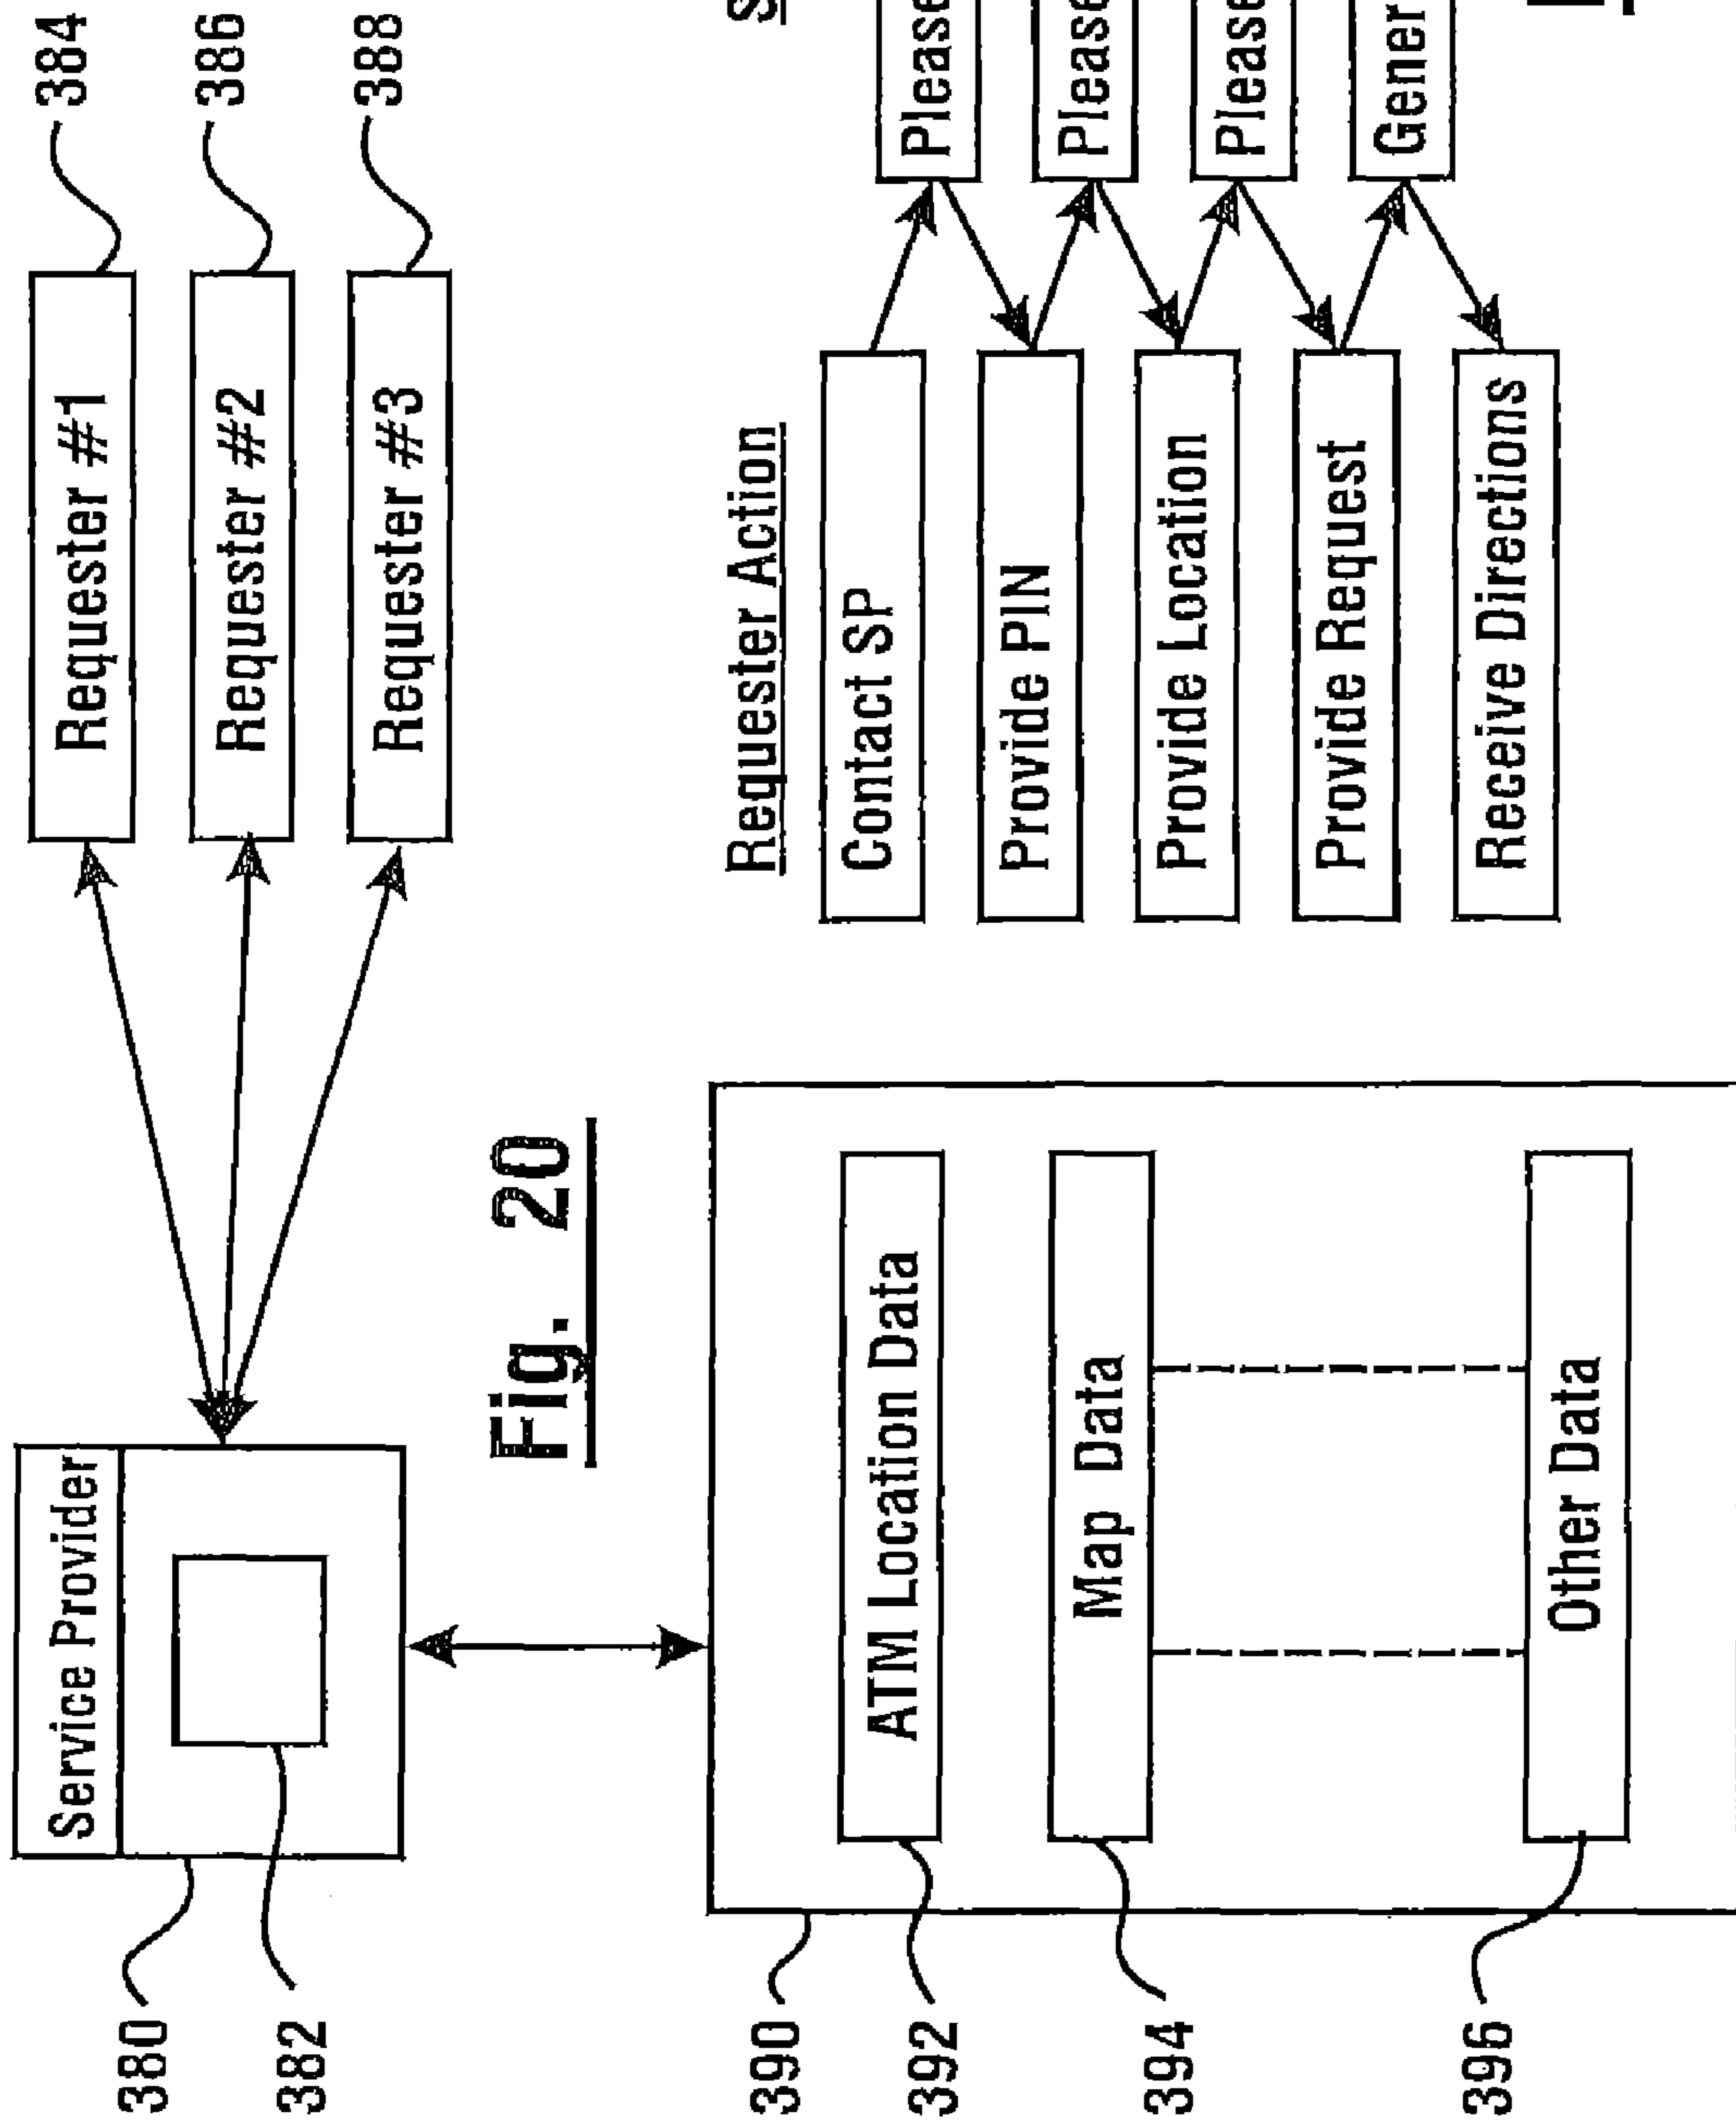 380
382
Service Provider
Requester #1
384
Requester #2
386
Requester #3
388
Fig. 20
390
392
ATM Location Data
394
Map Data
396
Other Data
Requester Action
Contact SP
Provide PIN
Provide Location
Provide Request
Receive Directions
Please
Please
Please